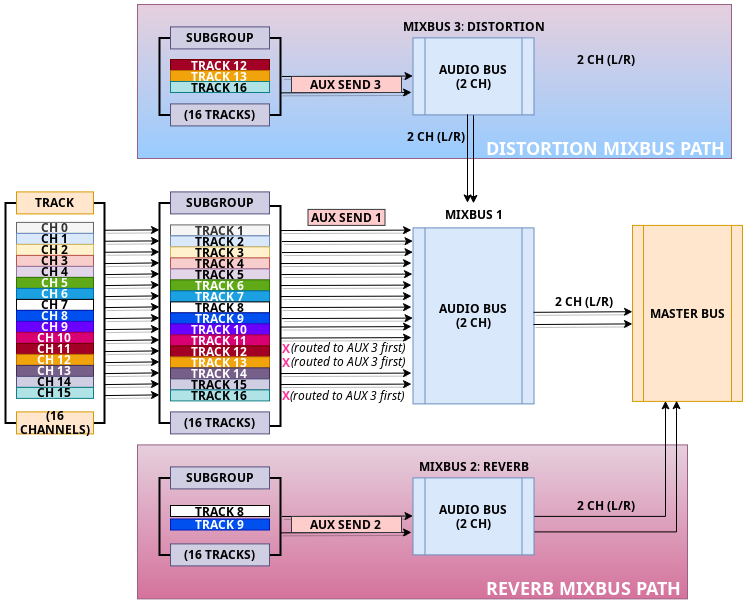 MIXBUS 3: DISTORTION
SUBGROUP
TRACK 12
TRACK 13
TRACK 16
(16 TRACKS)
AUX SEND 3
AUDIO BUS
(2 CH)
2 CH (L/R)
2 CH (L/R)
DISTORTION MIXBUS PATH
TRACK
CH 0
CH 1
CH 2
CH 3
CH 4
CH 5
CH 6
CH 7
CH 8
CH 9
CH 10
CH 11
CH 12
CH 13
CH 14
CH 15
(16
CHANNELS)
SUBGROUP
TRACK 1
TRACK 2
TRACK 3
TRACK 4
TRACK 5
TRACK 6
TRACK 7
TRACK 8
TRACK 9
TRACK 10
TRACK 11
TRACK 12
TRACK 13
TRACK 14
TRACK 15
TRACK 16
(16 TRACKS)
AUX SEND 1
X(routed to AUX 3 first)
X(routed to AUX 3 first)
X(routed to AUX 3 first)
MIXBUS 1
AUDIO BUS
(2 CH)
2 CH (L/R)
MASTER BUS
MIXBUS 2: REVERB
SUBGROUP
TRACK 8
TRACK 9
(16 TRACKS)
AUX SEND 2
AUDIO BUS
(2 CH)
2 CH (L/R)
REVERB MIXBUS PATH